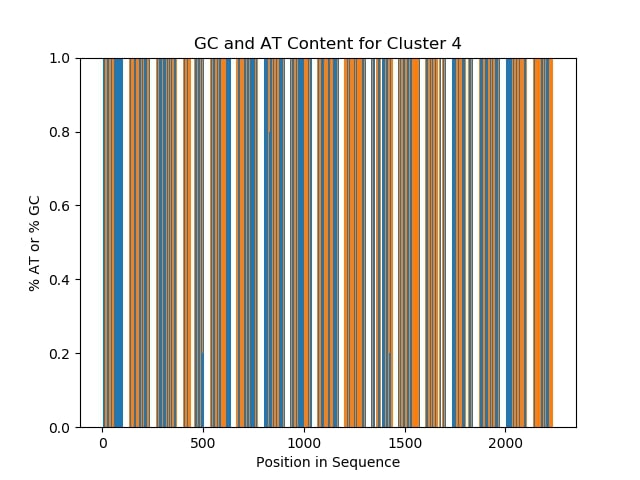 GC and AT Content for Cluster 4
1.0
0.8
0.6
0.4
0.2
0.0
% AT or % GC
0 500 1000 1500 2000
Position in Sequence